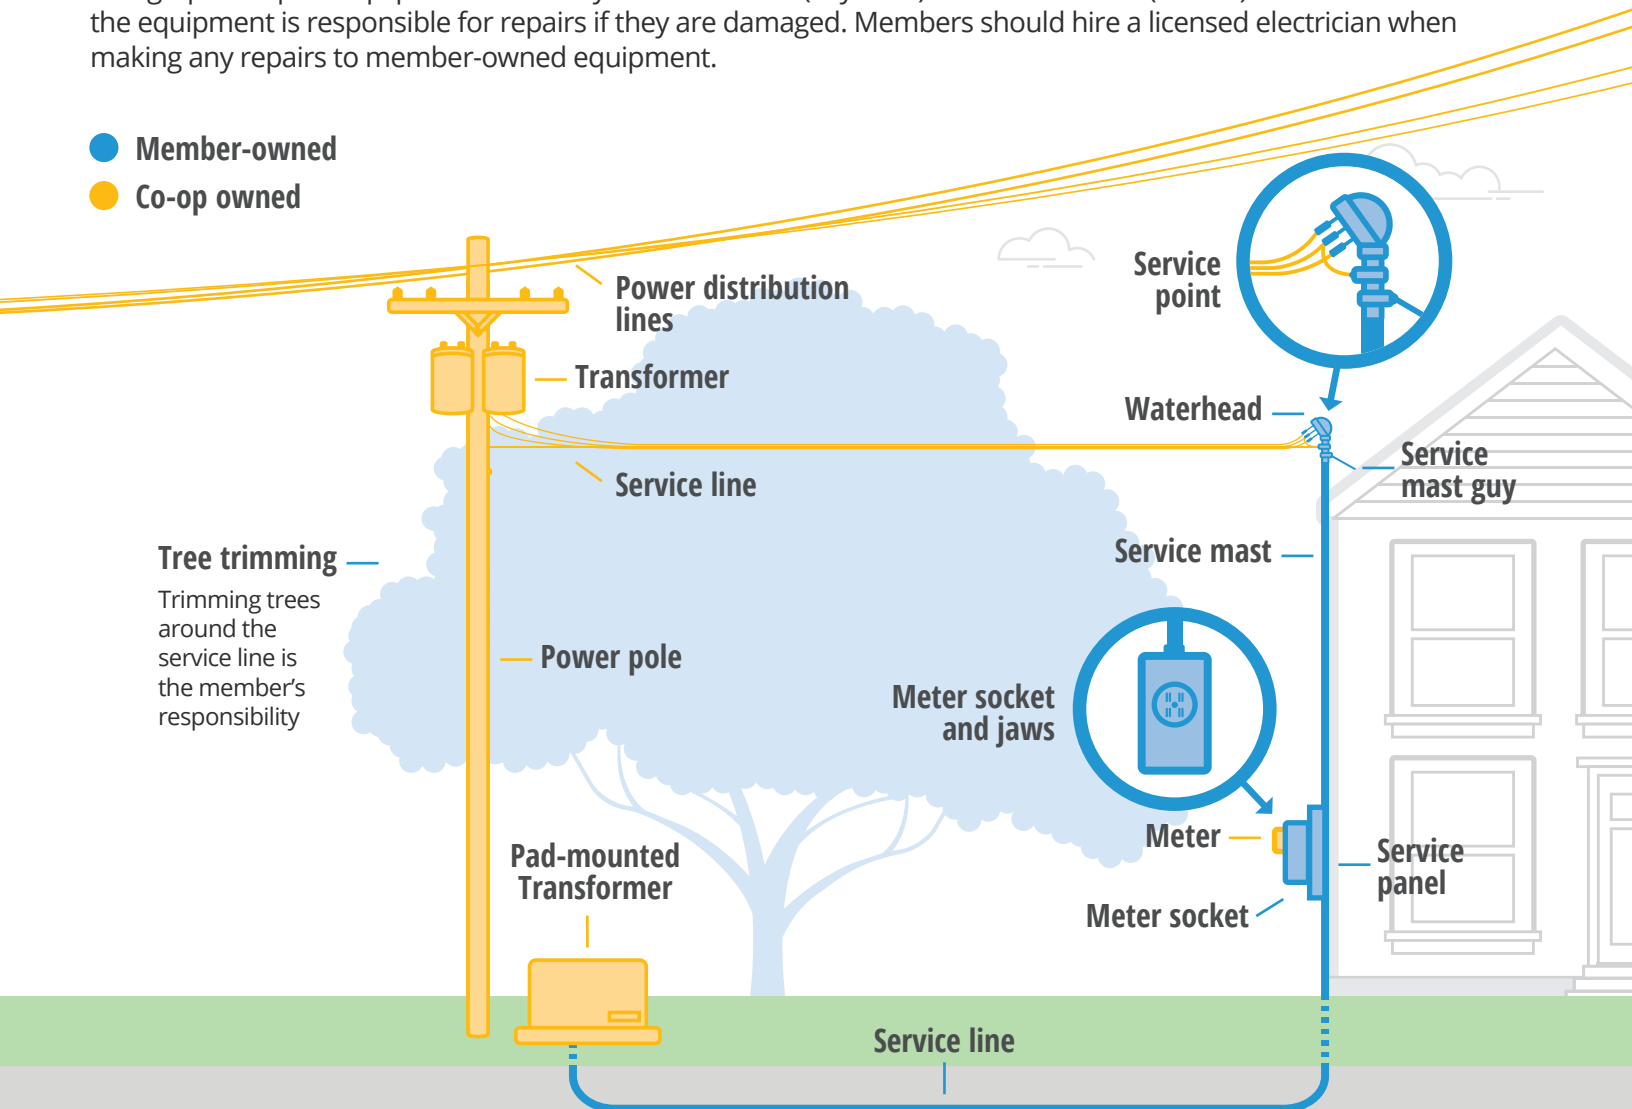 the equipment is responsible for repairs if they are damaged. Members should hire a licensed electrician when
making any repairs to member-owned equipment.
Member-owned
Co-op owned
Power distribution
lines
Transformer
Service line
Service
point
Waterhead
Service
mast guy
Service mast
Tree trimming
Trimming trees
around the
service line is
the member’s
responsibility
Power pole
Meter socket
and jaws
Meter
Service
panel
Meter socket
Pad-mounted
Transformer
Service line